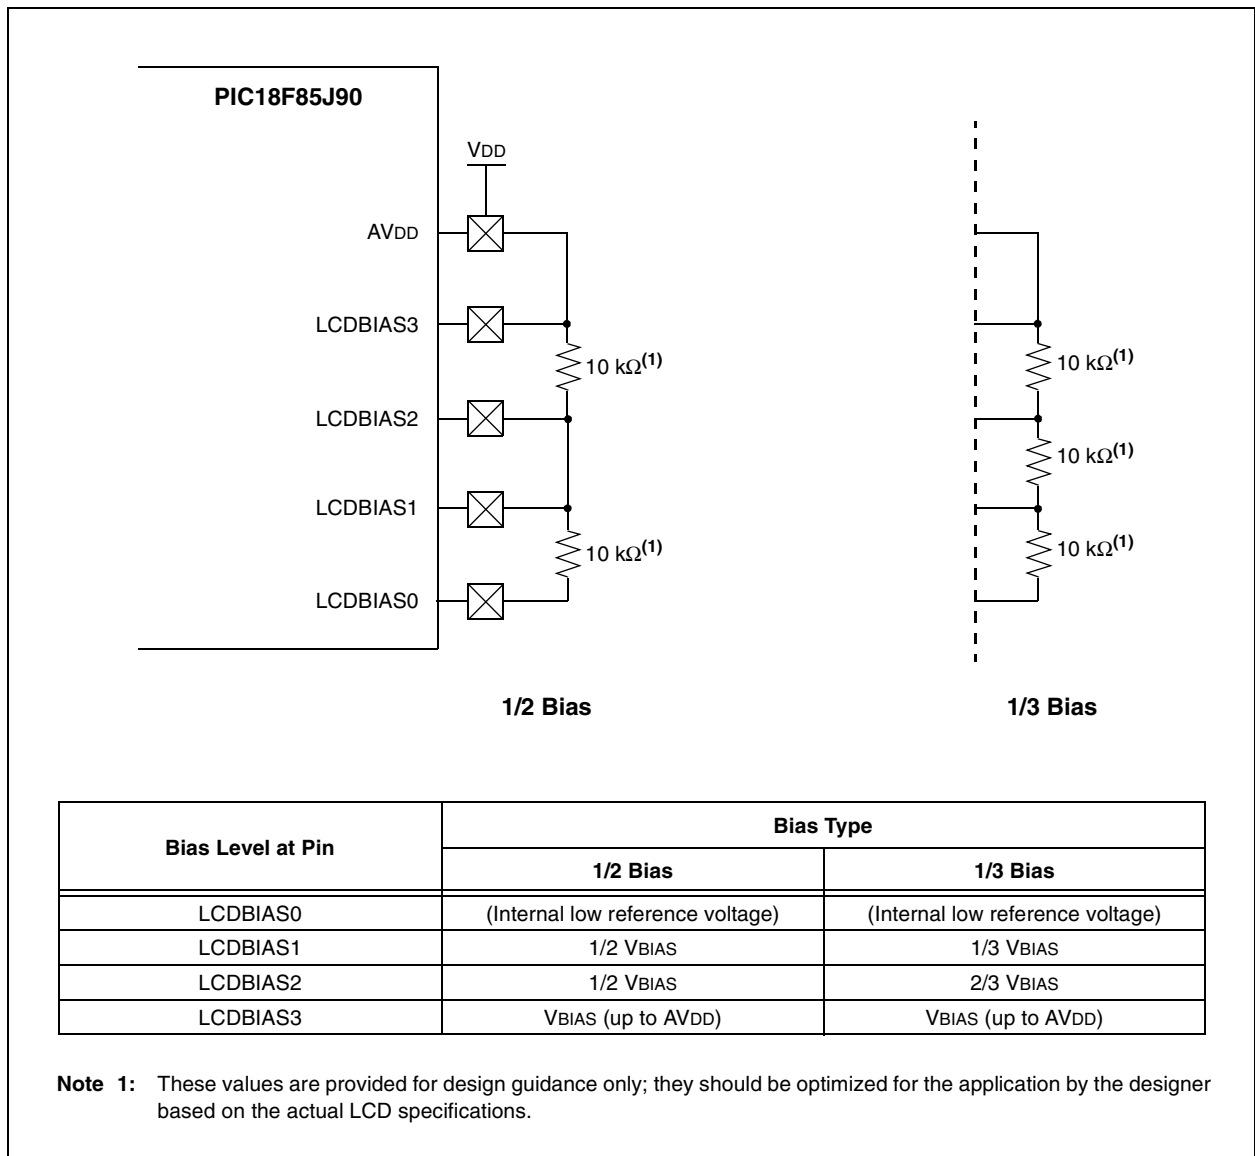 PIC18F85J90
VDD
AVDD
LCDBIAS3
10 kΩ(1)
LCDBIAS2
LCDBIAS1
10 kΩ(1)
LCDBIAS0
1/2 Bias
10 kΩ(1)
10 kΩ(1)
10 kΩ(1)
1/3 Bias
Bias Level at Pin
Bias Type
1/2 Bias 1/3 Bias
LCDBIAS0 (Internal low reference voltage) (Internal low reference voltage)
LCDBIAS1 1/2 VBIAS 1/3 VBIAS
LCDBIAS2 1/2 VBIAS 2/3 VBIAS
LCDBIAS3 VBIAS (up to AVDD) VBIAS (up to AVDD)
Note 1: These values are provided for design guidance only; they should be optimized for the application by the designer
based on the actual LCD specifications.